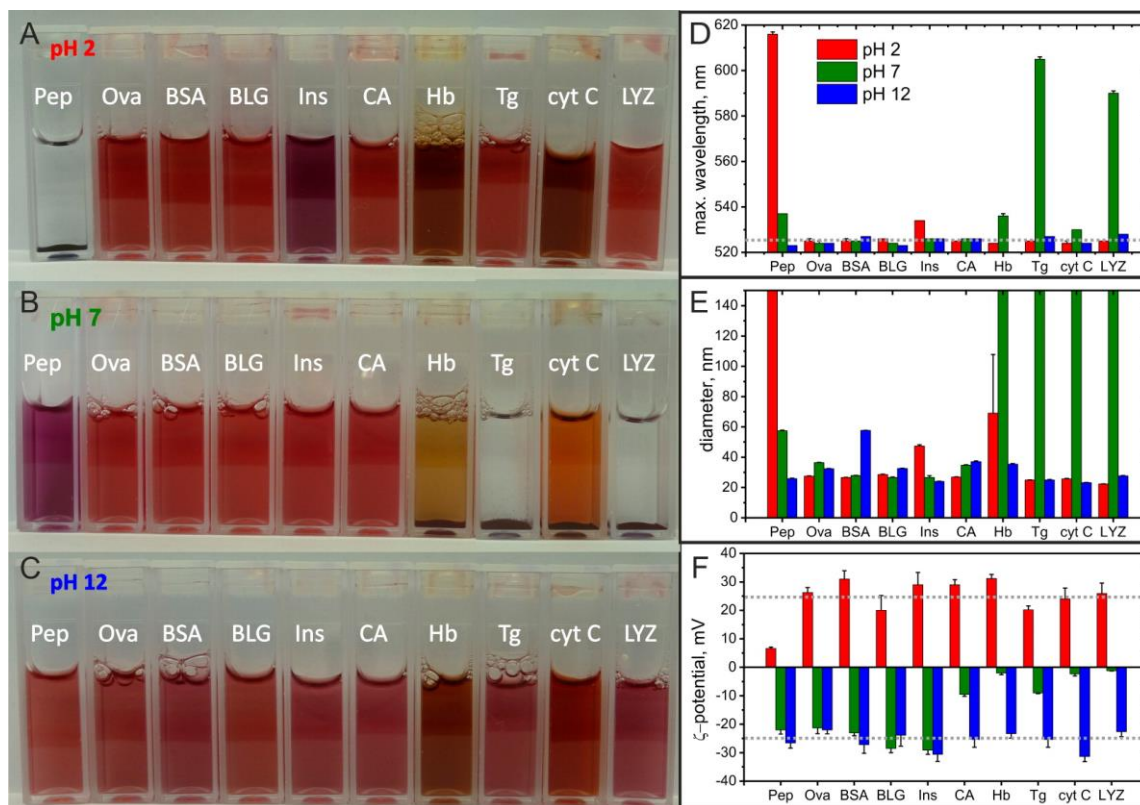 A
pH 2
Pep Ova BSA BLG Ins CA Hb Tg cyt C LYZ
B
pH 7
Pep Ova BSA BLG Ins CA Hb Tg cyt C LYZ
C
pH 12
Pep Ova BSA BLG Ins CA Hb Tg cyt C LYZ
D
pH 2
pH 7
pH 12
max. wavelength, nm
620
600
580
560
540
520
Pep Ova BSA BLG Ins CA Hb Tg cyt C LYZ
E
diameter, nm
140
120
100
80
60
40
20
0
Pep Ova BSA BLG Ins CA Hb Tg cyt C LYZ
F
ζ–potential, mV
40
30
20
10
0
-10
-20
-30
-40
Pep Ova BSA BLG Ins CA Hb Tg cyt C LYZ